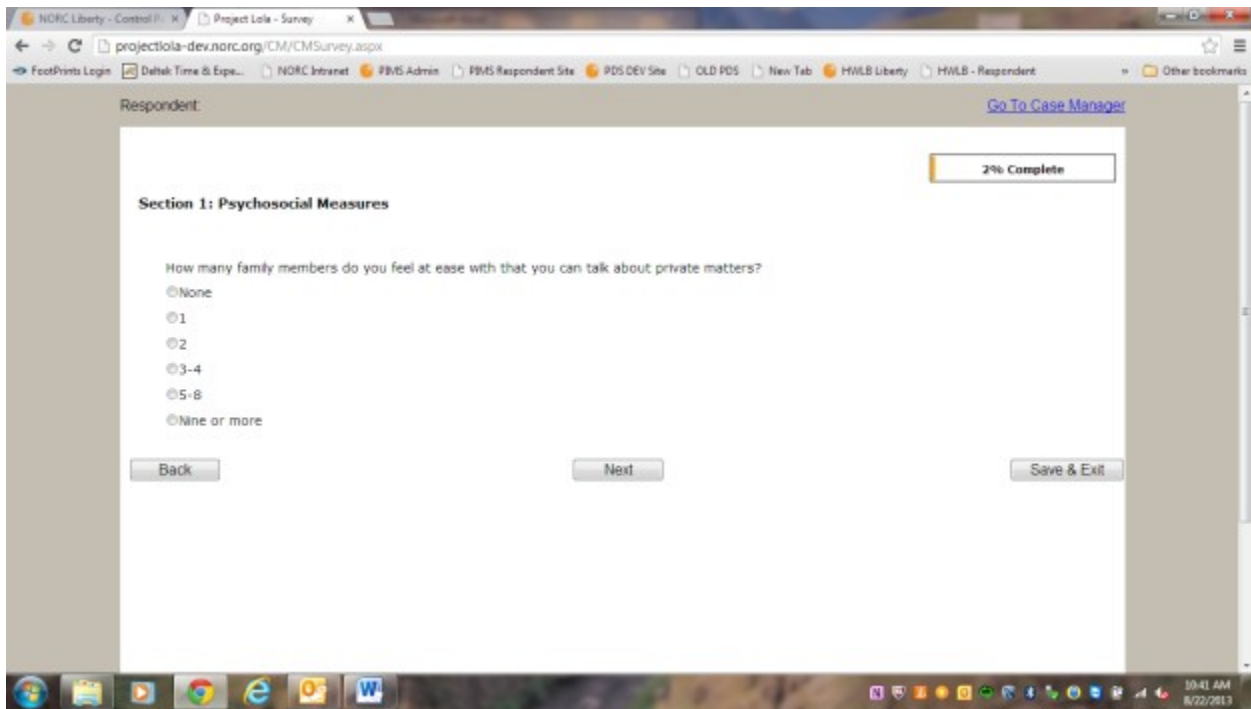 NORC Liberty - Control P
Project Lola - Survey
projectlola-dev.norc.org/CM/CMSurvey.aspx
FootPrints Login
Deltek Time & Expe...
NORC Intranet
PIMS Admin
PIMS Respondent Site
PDS DEV Site
OLD PDS
New Tab
HWLB Liberty
HWLB - Respondent
Other bookmarks
Respondent:
Go To Case Manager
2% Complete
Section 1: Psychosocial Measures
How many family members do you feel at ease with that you can talk about private matters?
None
1
2
3-4
5-8
Nine or more
Back
Next
Save & Exit
10:41 AM
8/22/2013